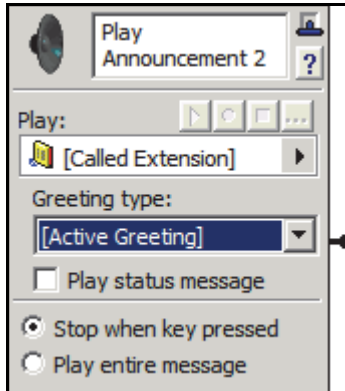 Play
Announcement 2
?
Play:
...
[Called Extension]
Greeting type:
[Active Greeting]
Play status message
Stop when key pressed
Play entire message